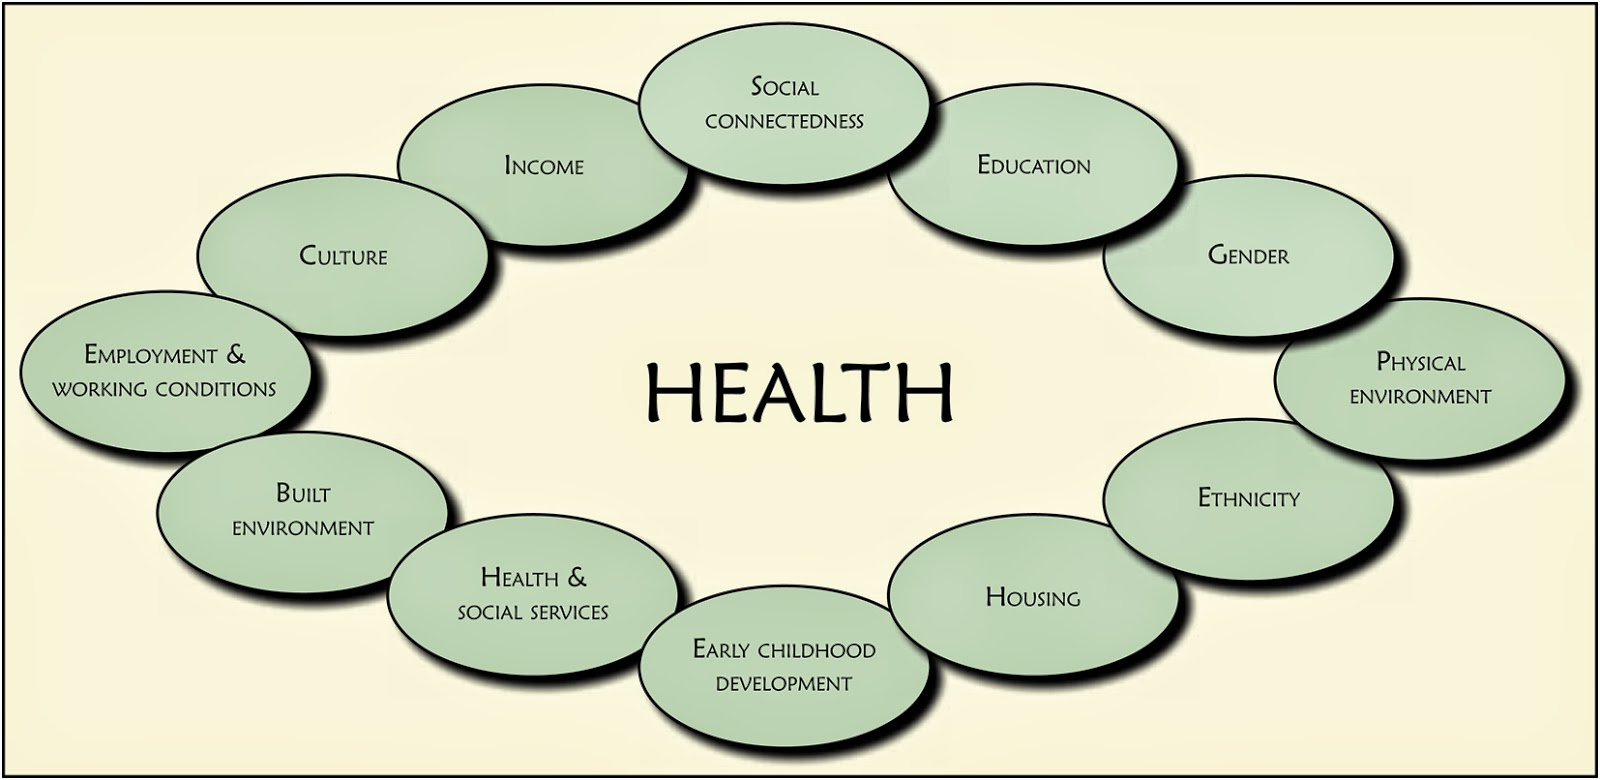 Social
connectedness
Income
Education
Culture
Gender
Employment &
working conditions
HEALTH
Physical
environment
Built
environment
Ethnicity
Health &
social services
Housing
Early childhood
development